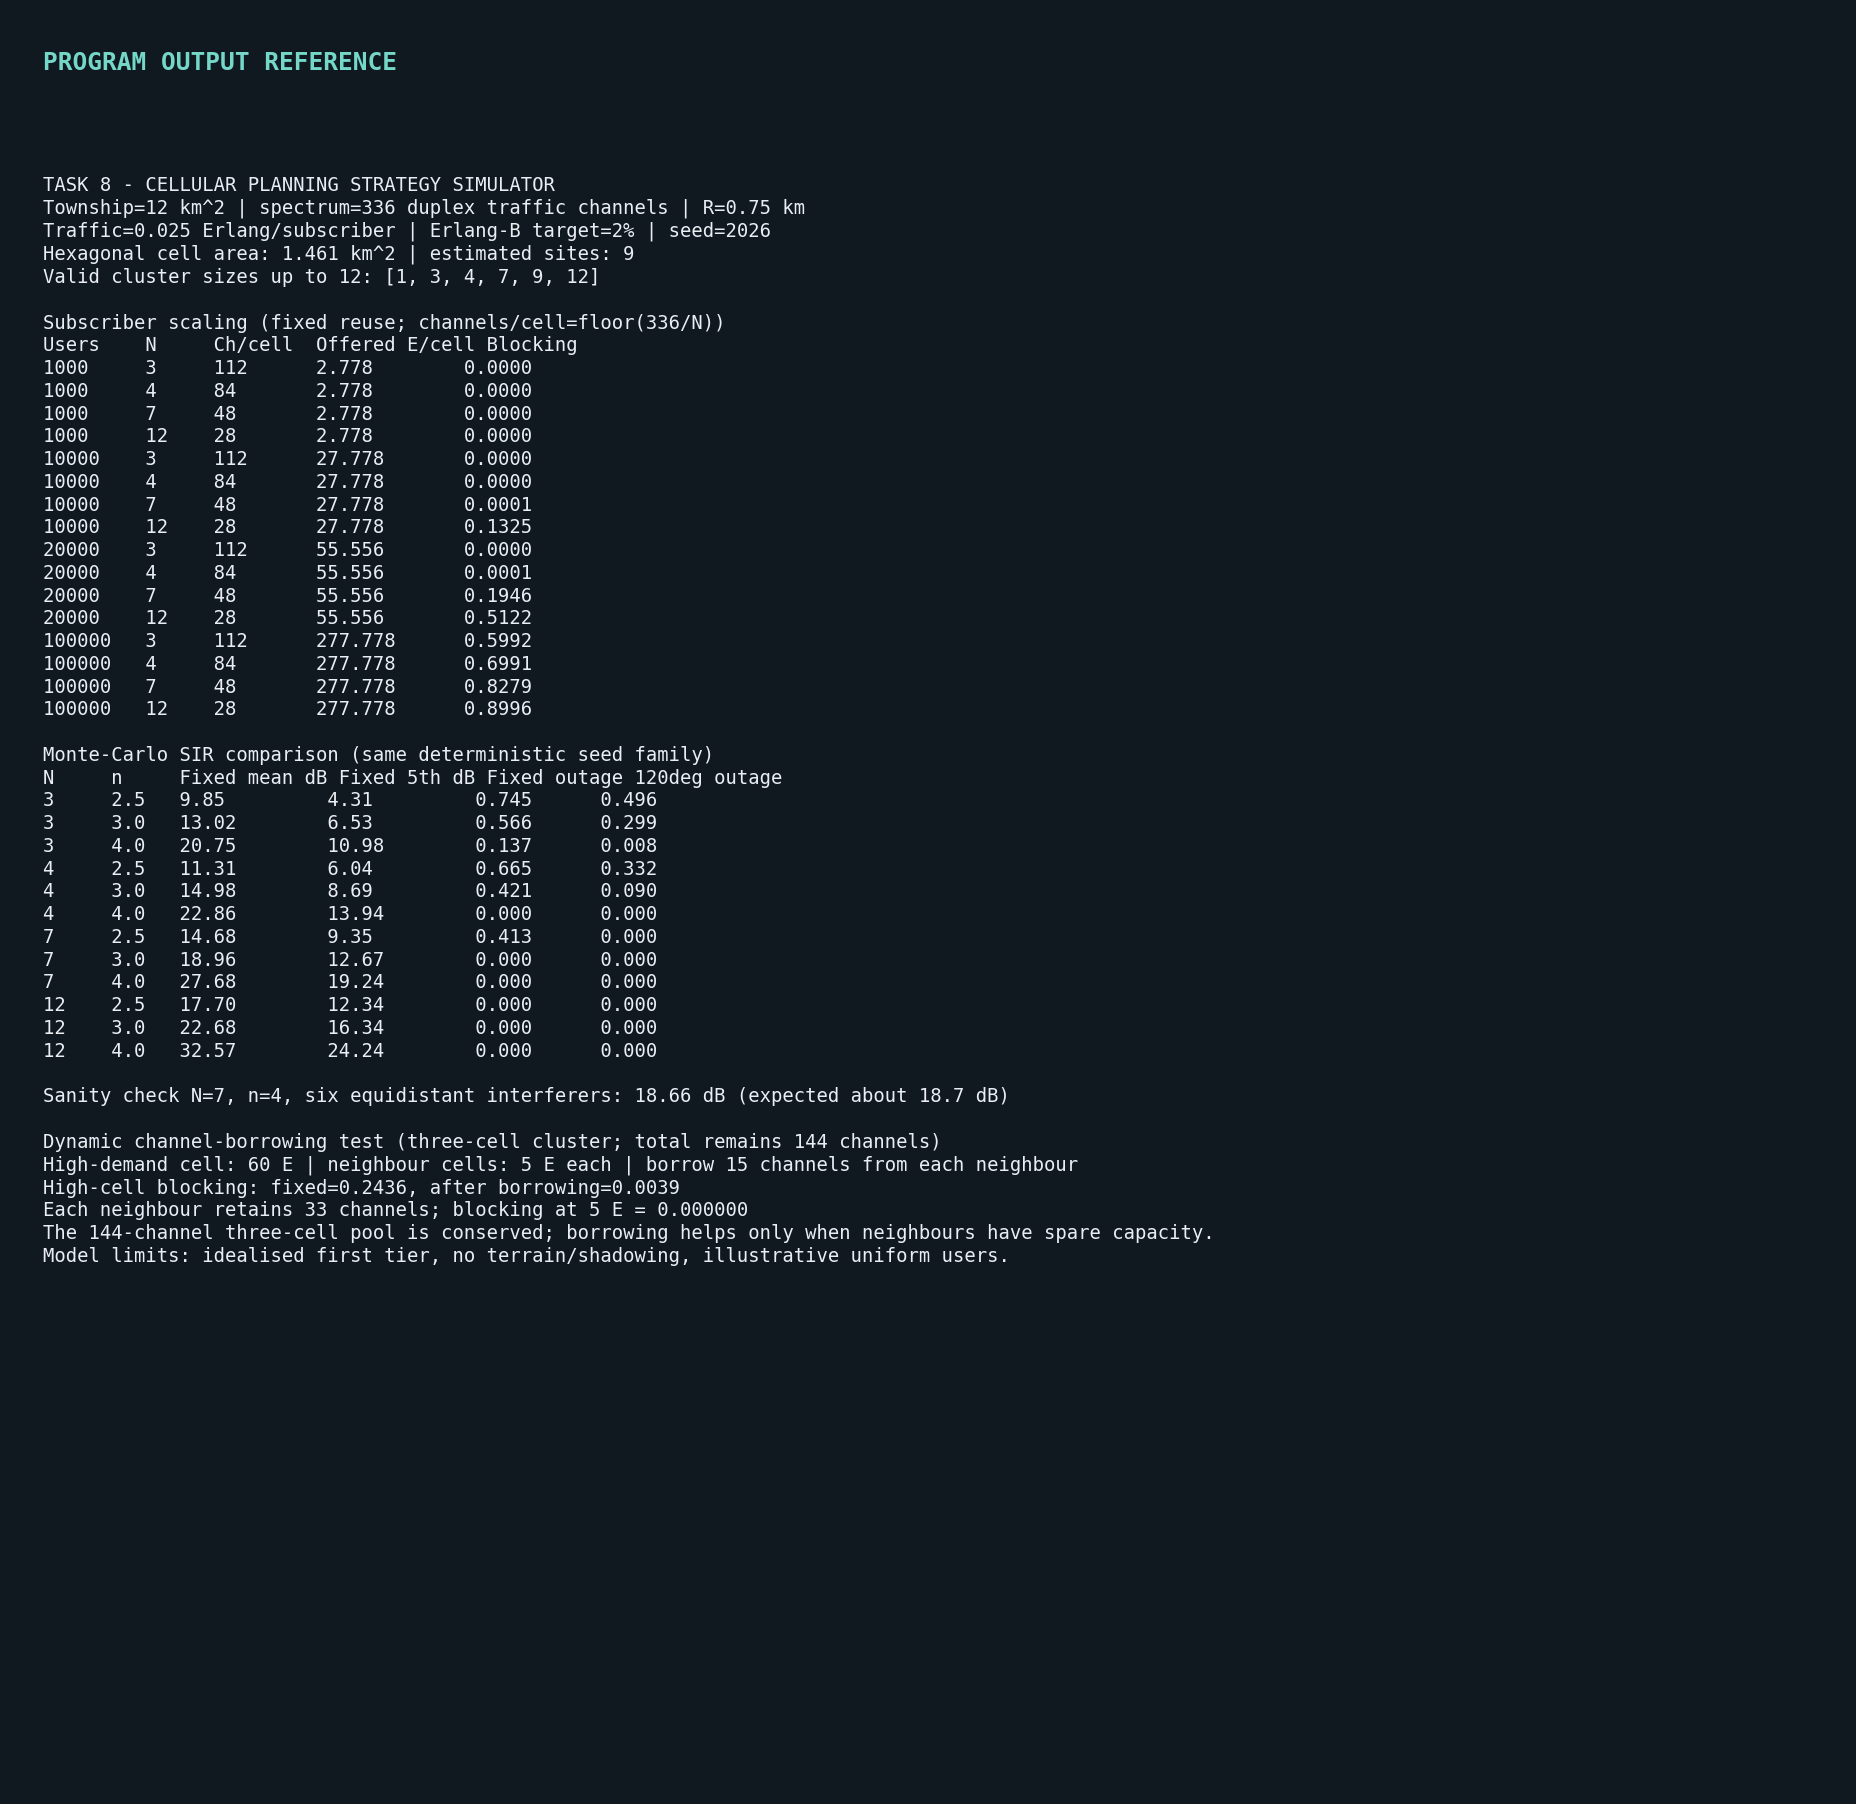 PROGRAM OUTPUT REFERENCE
TASK 8 - CELLULAR PLANNING STRATEGY SIMULATOR
Township=12 km^2 | spectrum=336 duplex traffic channels | R=0.75 km
Traffic=0.025 Erlang/subscriber | Erlang-B target=2% | seed=2026
Hexagonal cell area: 1.461 km^2 | estimated sites: 9
Valid cluster sizes up to 12: [1, 3, 4, 7, 9, 12]
Subscriber scaling (fixed reuse; channels/cell=floor(336/N))
Users    N     Ch/cell  Offered E/cell Blocking
1000     3     112      2.778        0.0000
1000     4     84       2.778        0.0000
1000     7     48       2.778        0.0000
1000     12    28       2.778        0.0000
10000    3     112      27.778       0.0000
10000    4     84       27.778       0.0000
10000    7     48       27.778       0.0001
10000    12    28       27.778       0.1325
20000    3     112      55.556       0.0000
20000    4     84       55.556       0.0001
20000    7     48       55.556       0.1946
20000    12    28       55.556       0.5122
100000   3     112      277.778      0.5992
100000   4     84       277.778      0.6991
100000   7     48       277.778      0.8279
100000   12    28       277.778      0.8996
Monte-Carlo SIR comparison (same deterministic seed family)
N     n     Fixed mean dB Fixed 5th dB Fixed outage 120deg outage
3     2.5   9.85         4.31         0.745      0.496
3     3.0   13.02        6.53         0.566      0.299
3     4.0   20.75        10.98        0.137      0.008
4     2.5   11.31        6.04         0.665      0.332
4     3.0   14.98        8.69         0.421      0.090
4     4.0   22.86        13.94        0.000      0.000
7     2.5   14.68        9.35         0.413      0.000
7     3.0   18.96        12.67        0.000      0.000
7     4.0   27.68        19.24        0.000      0.000
12    2.5   17.70        12.34        0.000      0.000
12    3.0   22.68        16.34        0.000      0.000
12    4.0   32.57        24.24        0.000      0.000
Sanity check N=7, n=4, six equidistant interferers: 18.66 dB (expected about 18.7 dB)
Dynamic channel-borrowing test (three-cell cluster; total remains 144 channels)
High-demand cell: 60 E | neighbour cells: 5 E each | borrow 15 channels from each neighbour
High-cell blocking: fixed=0.2436, after borrowing=0.0039
Each neighbour retains 33 channels; blocking at 5 E = 0.000000
The 144-channel three-cell pool is conserved; borrowing helps only when neighbours have spare capacity.
Model limits: idealised first tier, no terrain/shadowing, illustrative uniform users.